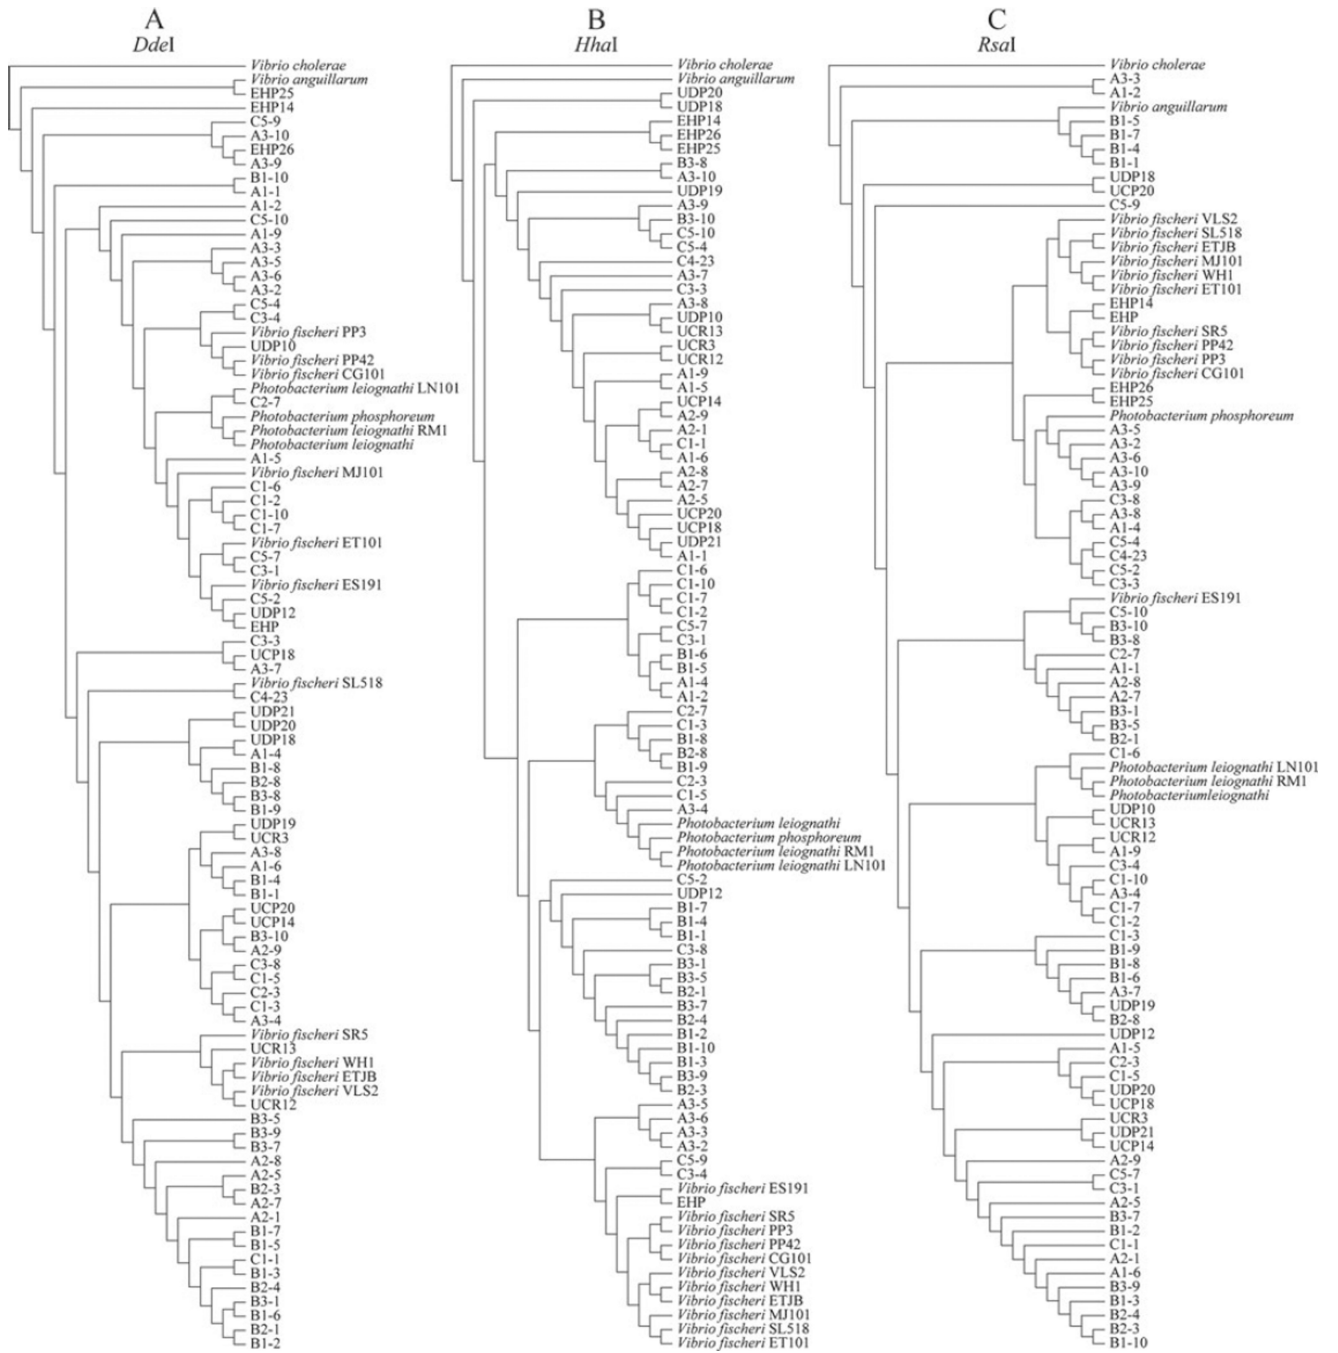 A
DdeI
Vibrio cholerae
Vibrio anguillarum
EHP25
EHP14
C5-9
A3-10
EHP26
A3-9
B1-10
A1-1
A1-2
C5-10
A1-9
A3-3
A3-5
A3-6
A3-2
C5-4
C3-4
Vibrio fischeri PP3
UDP10
Vibrio fischeri PP42
Vibrio fischeri CG101
Photobacterium leiognathi LN101
C2-7
Photobacterium phosphoreum
Photobacterium leiognathi RM1
Photobacterium leiognathi
A1-5
Vibrio fischeri MJ101
C1-6
C1-2
C1-10
C1-7
Vibrio fischeri ET101
C5-7
C3-1
Vibrio fischeri ES191
C5-2
UDP12
EHP
C3-3
UCP18
A3-7
Vibrio fischeri SL518
C4-23
UDP21
UDP20
UDP18
A1-4
B1-8
B2-8
B3-8
B1-9
UDP19
UCR3
A3-8
A1-6
B1-4
B1-1
UCP20
UCP14
B3-10
A2-9
C3-8
C1-5
C2-3
C1-3
A3-4
Vibrio fischeri SR5
UCR13
Vibrio fischeri WH1
Vibrio fischeri ETJB
Vibrio fischeri VLS2
UCR12
B3-5
B3-9
B3-7
A2-8
A2-5
B2-3
A2-7
A2-1
B1-7
B1-5
C1-1
B1-3
B2-4
B3-1
B1-6
B2-1
B1-2
B
HhaI
Vibrio cholerae
Vibrio anguillarum
UDP20
UDP18
EHP14
EHP26
EHP25
B3-8
A3-10
UDP19
A3-9
B3-10
C5-10
C5-4
C4-23
A3-7
C3-3
A3-8
UDP10
UCR13
UCR3
UCR12
A1-9
A1-5
UCP14
A2-9
A2-1
C1-1
A1-6
A2-8
A2-7
A2-5
UCP20
UCP18
UDP21
A1-1
C1-6
C1-10
C1-7
C1-2
C5-7
C3-1
B1-6
B1-5
A1-4
A1-2
C2-7
C1-3
B1-8
B2-8
B1-9
C2-3
C1-5
A3-4
Photobacterium leiognathi
Photobacterium phosphoreum
Photobacterium leiognathi RM1
Photobacterium leiognathi LN101
C5-2
UDP12
B1-7
B1-4
B1-1
C3-8
B3-1
B3-5
B2-1
B3-7
B2-4
B1-2
B1-10
B1-3
B3-9
B2-3
A3-5
A3-6
A3-3
A3-2
C5-9
C3-4
Vibrio fischeri ES191
EHP
Vibrio fischeri SR5
Vibrio fischeri PP3
Vibrio fischeri PP42
Vibrio fischeri CG101
Vibrio fischeri VLS2
Vibrio fischeri WH1
Vibrio fischeri ETJB
Vibrio fischeri MJ101
Vibrio fischeri SL518
Vibrio fischeri ET101
C
RsaI
Vibrio cholerae
A3-3
A1-2
Vibrio anguillarum
B1-5
B1-7
B1-4
B1-1
UDP18
UCP20
C5-9
Vibrio fischeri VLS2
Vibrio fischeri SL518
Vibrio fischeri ETJB
Vibrio fischeri MJ101
Vibrio fischeri WH1
Vibrio fischeri ET101
EHP14
EHP
Vibrio fischeri SR5
Vibrio fischeri PP42
Vibrio fischeri PP3
Vibrio fischeri CG101
EHP26
EHP25
Photobacterium phosphoreum
A3-5
A3-2
A3-6
A3-10
A3-9
C3-8
A3-8
A1-4
C5-4
C4-23
C5-2
C3-3
Vibrio fischeri ES191
C5-10
B3-10
B3-8
C2-7
A1-1
A2-8
A2-7
B3-1
B3-5
B2-1
C1-6
Photobacterium leiognathi LN101
Photobacterium leiognathi RM1
Photobacteriumleiognathi
UDP10
UCR13
UCR12
A1-9
C3-4
C1-10
A3-4
C1-7
C1-2
C1-3
B1-9
B1-8
B1-6
A3-7
UDP19
B2-8
UDP12
A1-5
C2-3
C1-5
UDP20
UCP18
UCR3
UDP21
UCP14
A2-9
C5-7
C3-1
A2-5
B3-7
B1-2
C1-1
A2-1
A1-6
B3-9
B1-3
B2-4
B2-3
B1-10